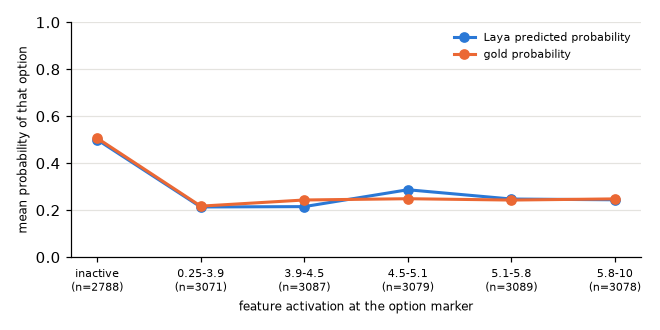 1.0
0.8
0.6
0.4
0.2
0.0
mean probability of that option
Laya predicted probability
gold probability
inactive
(n=2788)
0.25-3.9
(n=3071)
3.9-4.5
(n=3087)
4.5-5.1
(n=3079)
5.1-5.8
(n=3089)
5.8-10
(n=3078)
feature activation at the option marker